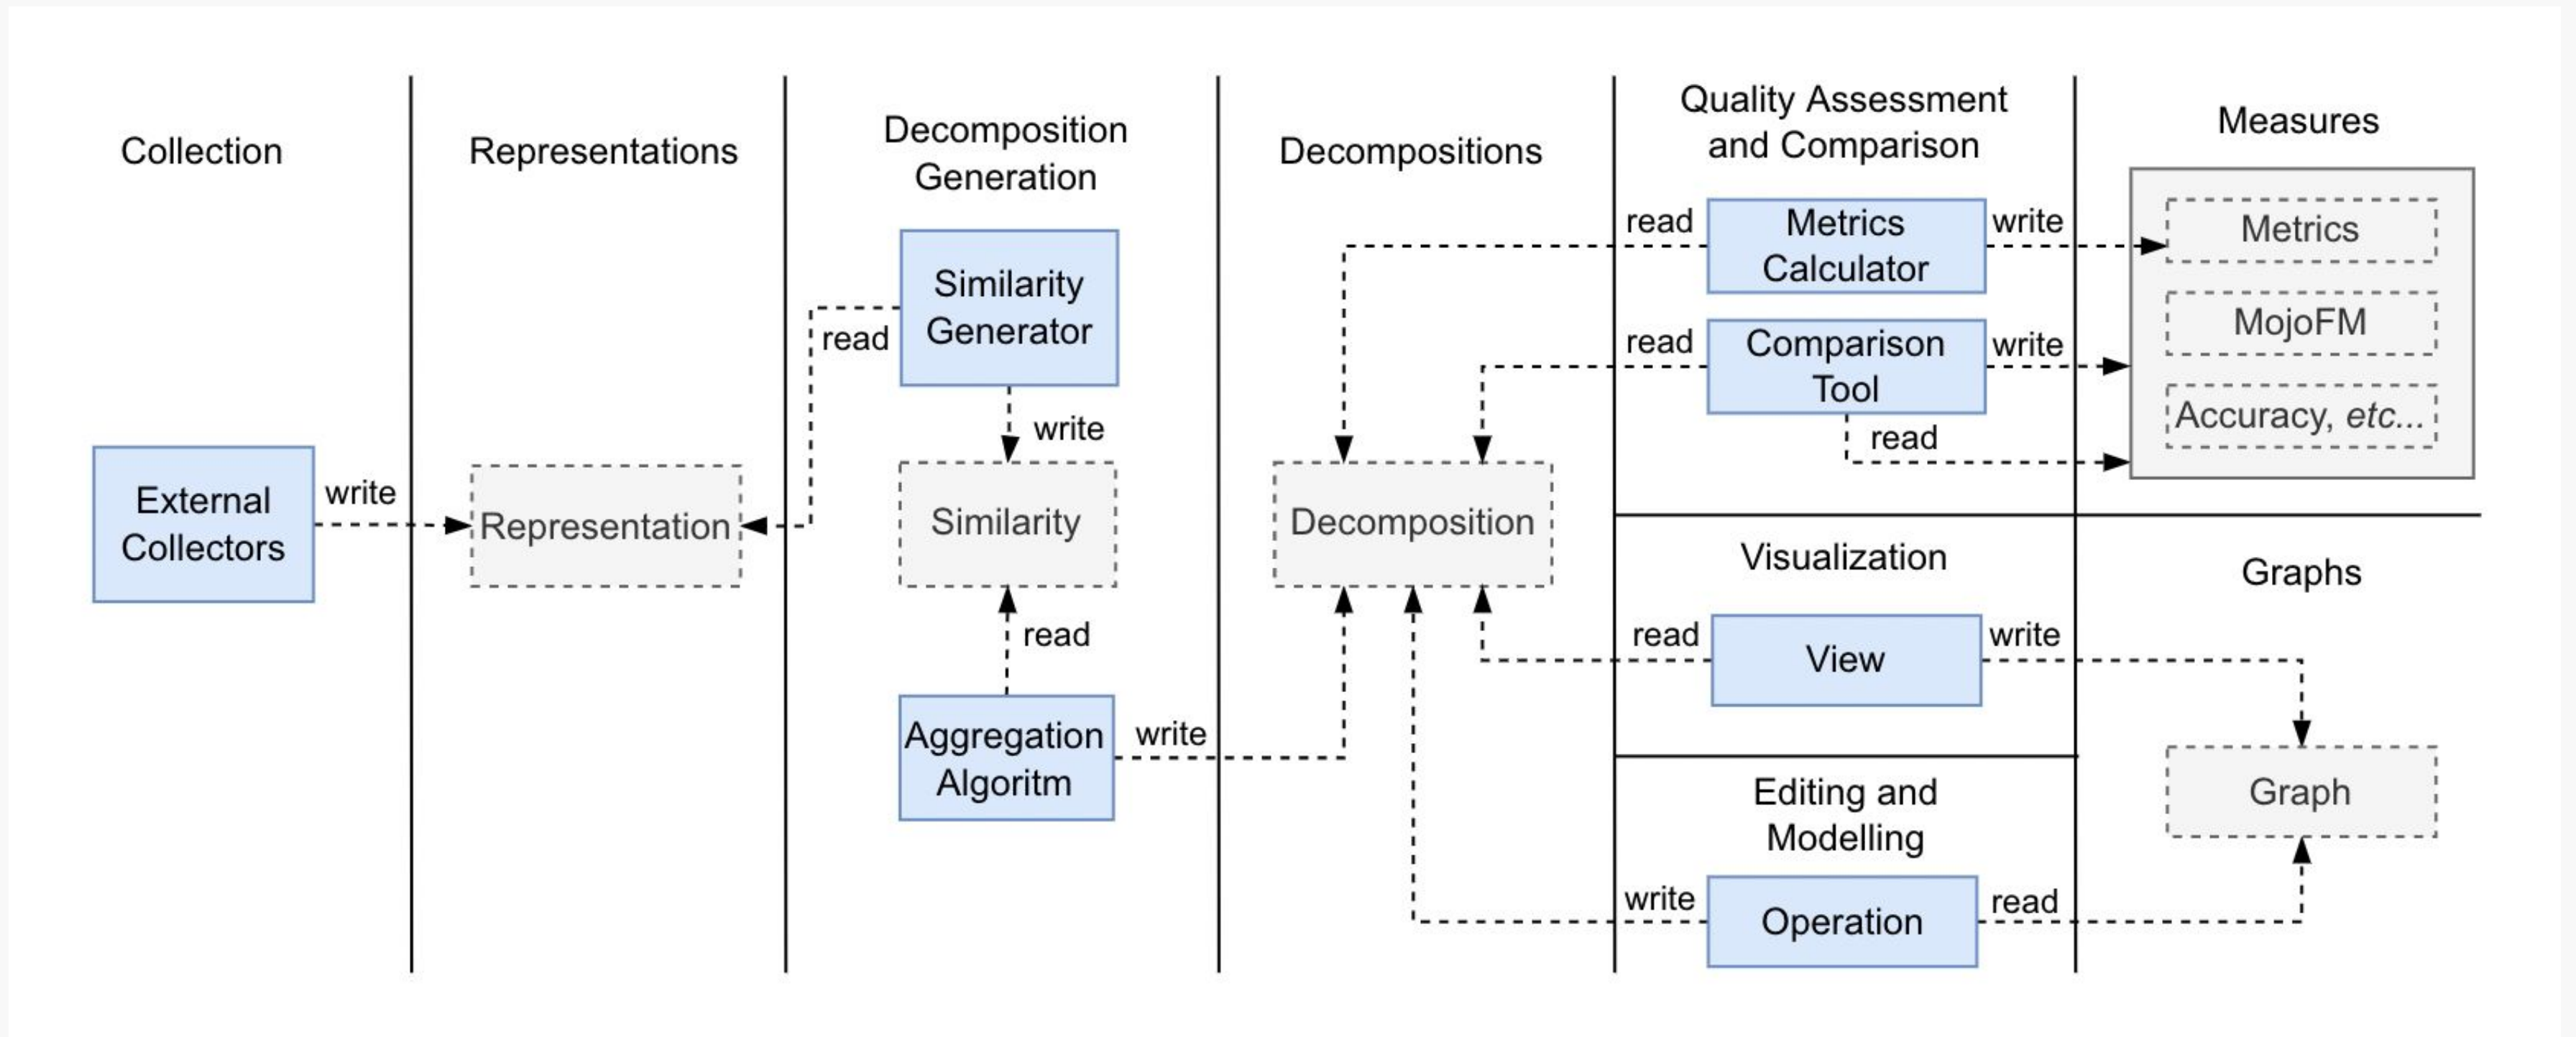 Collection
Representations
Decomposition
Generation
Decompositions
Quality Assessment
and Comparison
Measures
External
Collectors
write
Representation
Similarity
Generator
read
write
Similarity
read
Aggregation
Algoritm
write
Decomposition
read
Metrics
Calculator
write
read
Comparison
Tool
write
read
Metrics
MojoFM
Accuracy, etc...
Visualization
read
View
write
Graphs
Graph
Editing and
Modelling
write
Operation
read